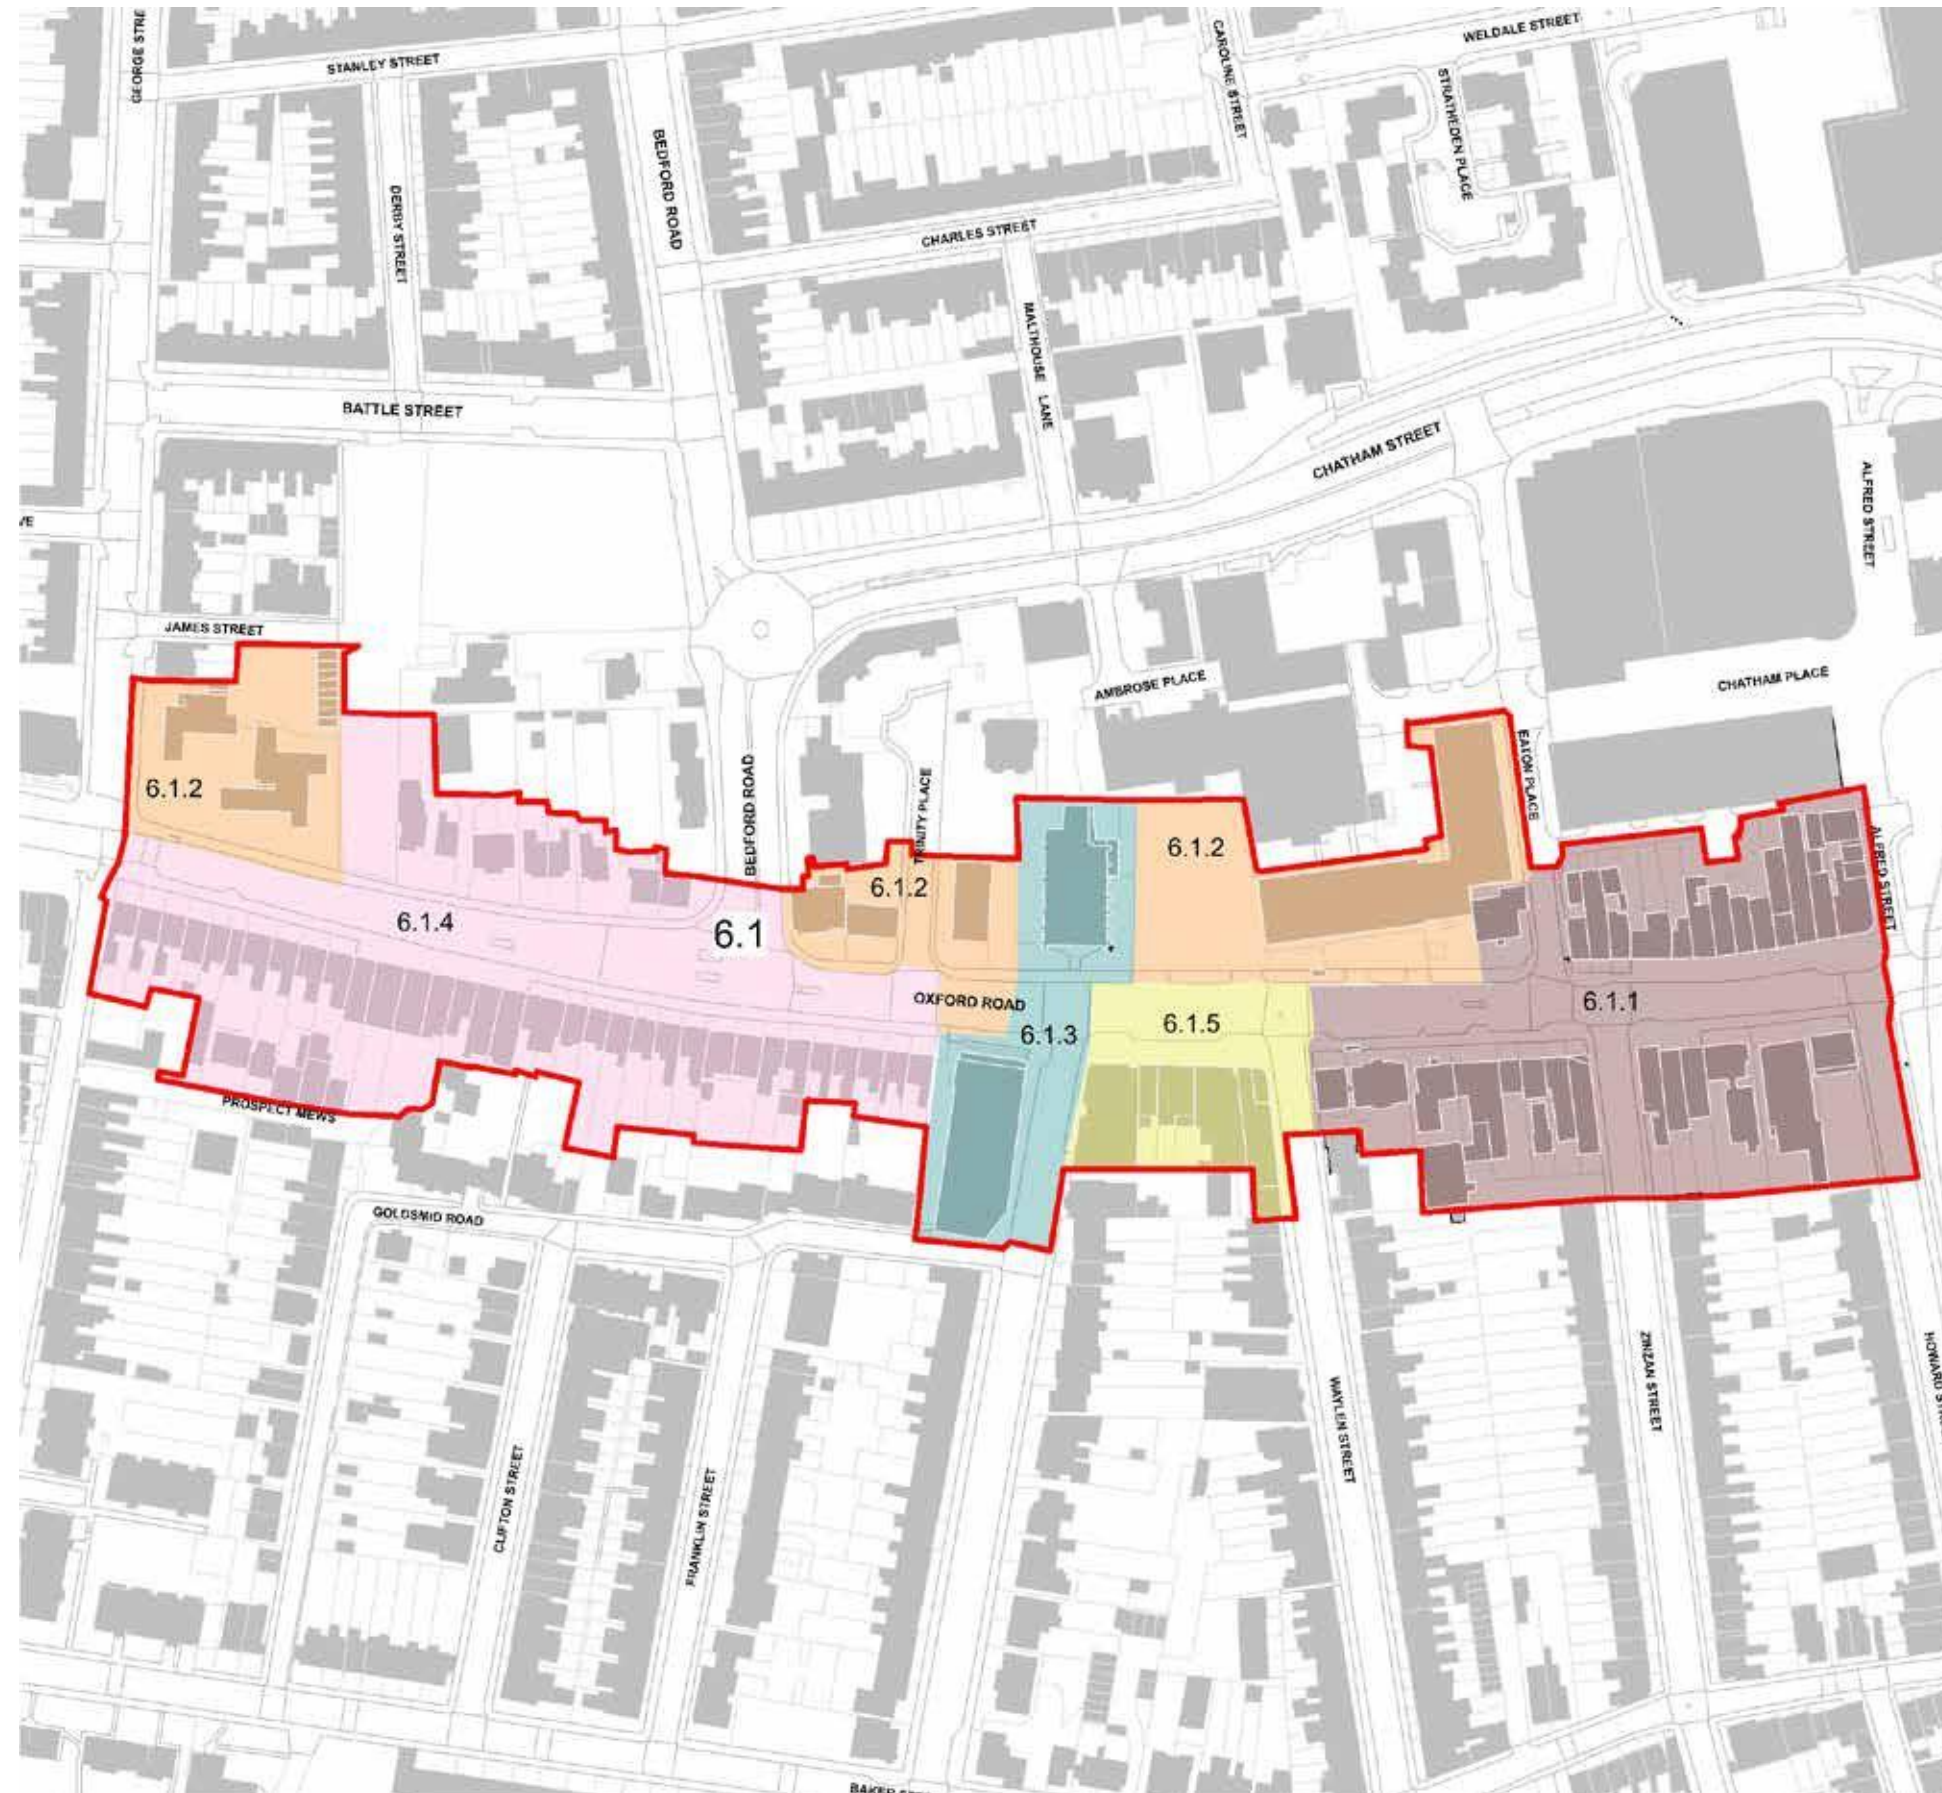 GEORGE STRE
STANLEY STREET
WELDALE STREET
CAROLINE STREET
STRATHEDEN PLACE
BEDFORD ROAD
DERBY STREET
CHARLES STREET
MALTHOUSE LANE
BATTLE STREET
CHATHAM STREET
ALFRED STREET
VE
JAMES STREET
AMBROSE PLACE
CHATHAM PLACE
EATON PLACE
BEDFORD ROAD
TRINITY PLACE
ALFRED STREET
6.1.2
6.1.2
6.1.2
6.1.4
6.1
OXFORD ROAD
6.1.3
6.1.5
6.1.1
PROSPECT MEWS
GOLDSMID ROAD
CLIFTON STREET
FRANKLIN STREET
WAYLEN STREET
ZINZAN STREET
HOWARD
BAKER